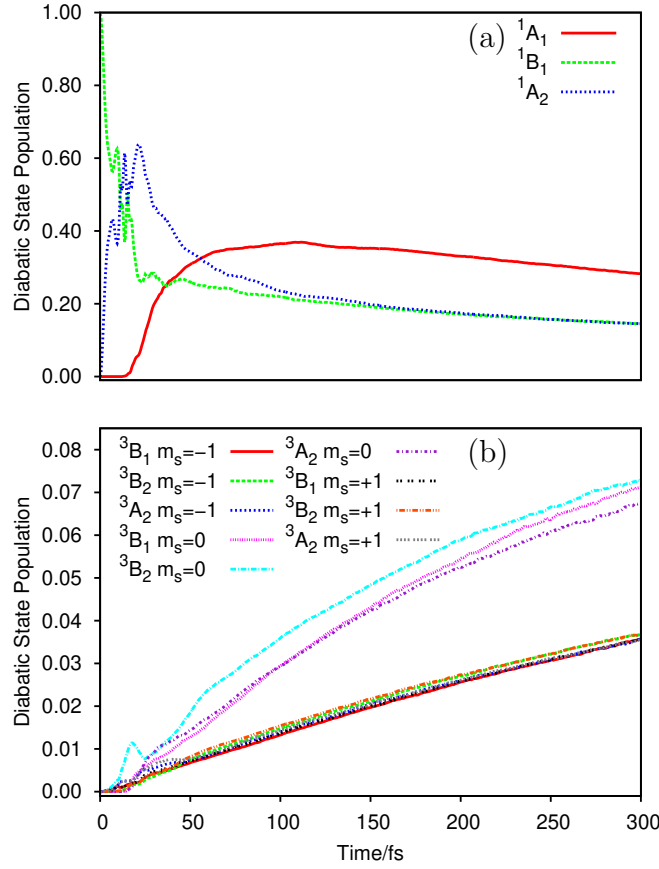 1.00
0.80
0.60
0.40
0.20
0.00
Diabatic State Population
(a)
¹A₁
¹B₁
¹A₂
0.08
0.07
0.06
0.05
0.04
0.03
0.02
0.01
0.00
Diabatic State Population
(b)
³B₁ mₛ=−1
³B₂ mₛ=−1
³A₂ mₛ=−1
³B₁ mₛ=0
³B₂ mₛ=0
³A₂ mₛ=0
³B₁ mₛ=+1
³B₂ mₛ=+1
³A₂ mₛ=+1
0 50 100 150 200 250 300
Time/fs